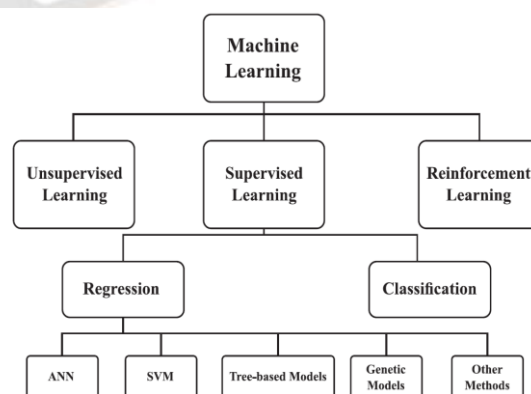 Machine
Learning
Unsupervised
Learning
Supervised
Learning
Reinforcement
Learning
Regression
Classification
ANN
SVM
Tree-based Models
Genetic
Models
Other
Methods